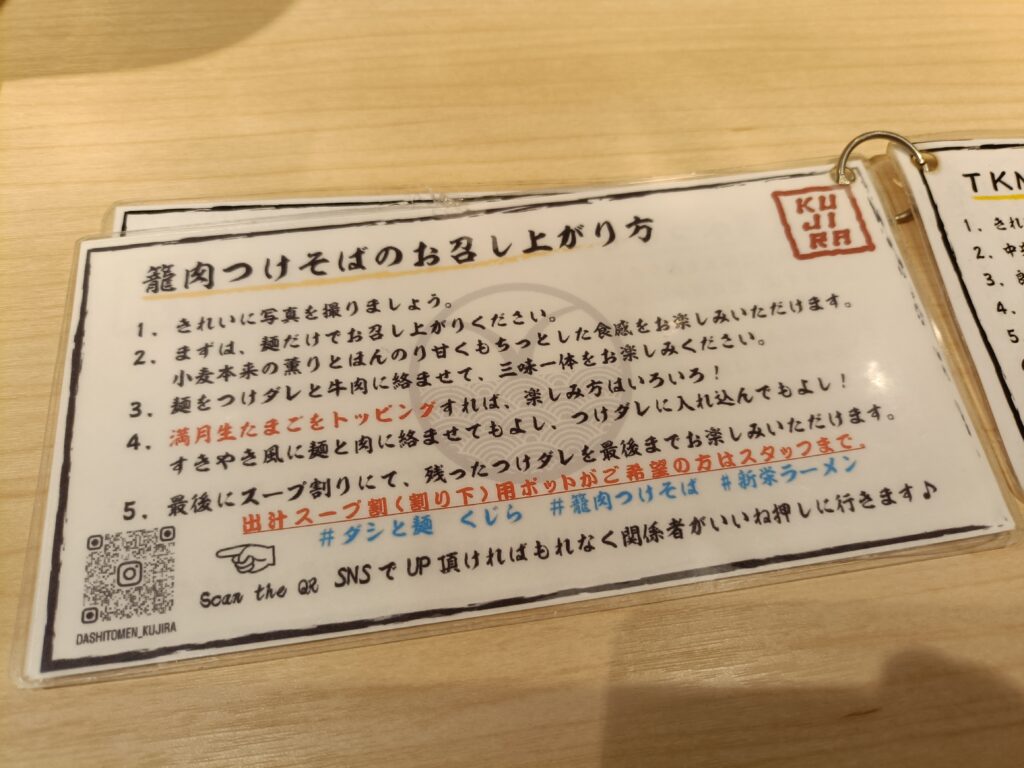 籠肉つけそばのお召し上がり方
KU
JI
RA
1. きれいに写真を撮りましょう。
2. まずは、麺だけでお召し上がりください。
小麦本来の薫りとほんのり甘くもちっとした食感をお楽しみいただけます。
3. 麺をつけダレと牛肉に絡ませて、三味一体をお楽しみください。
4. 満月生たまごをトッピングすれば、楽しみ方はいろいろ！
すきやき風に麺と肉に絡ませてもよし、つけダレに入れ込んでもよし！
5. 最後にスープ割りにて、残ったつけダレを最後までお楽しみいただけます。
出汁スープ割(割り下)用ポットがご希望の方はスタッフまで。
#ダシと麺 くじら #籠肉つけそば #新栄ラーメン
Scan the QR SNSでUP頂ければもれなく関係者がいいね押しに行きます♪
DASHITOMEN_KUJIRA
TKM
1. きれ
2. 中
3.
4.
5